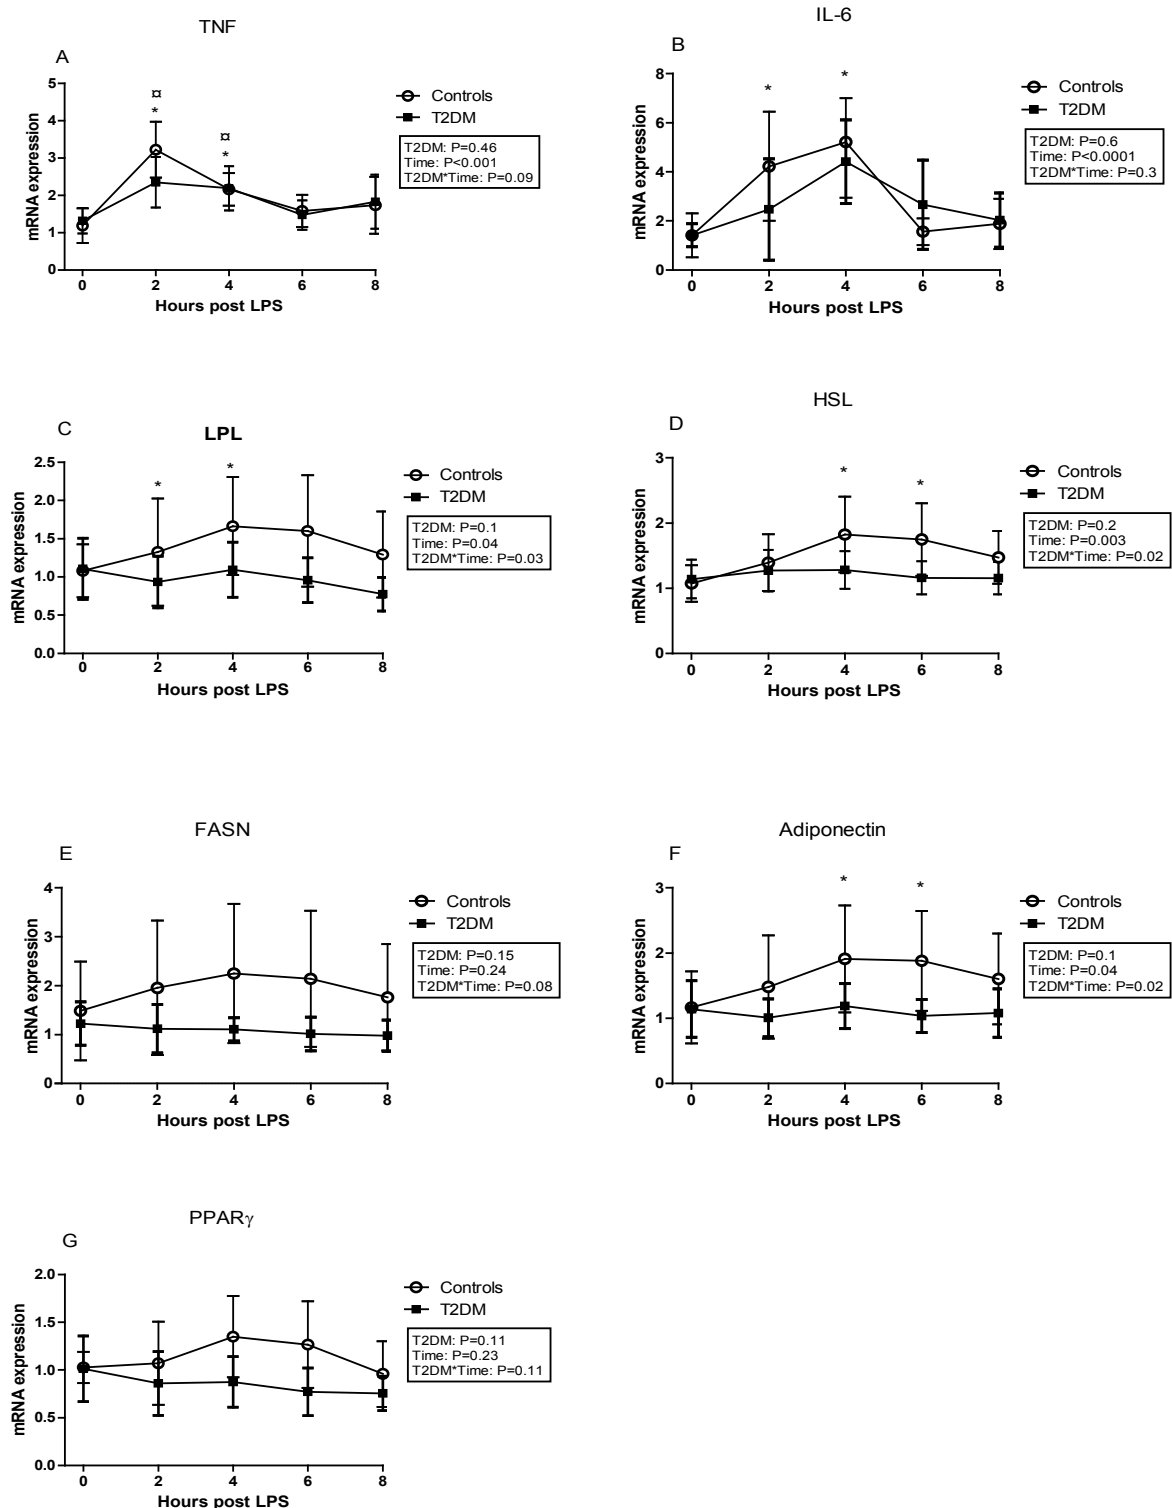 TNF
A
¤
*
¤
*
mRNA expression
5
4
3
2
1
0
0 2 4 6 8
Hours post LPS
Controls
T2DM
T2DM: P=0.46
Time: P<0.001
T2DM*Time: P=0.09
IL-6
B
*
*
mRNA expression
8
6
4
2
0
0 2 4 6 8
Hours post LPS
Controls
T2DM
T2DM: P=0.6
Time: P<0.0001
T2DM*Time: P=0.3
C
LPL
*
*
mRNA expression
2.5
2.0
1.5
1.0
0.5
0.0
0 2 4 6 8
Hours post LPS
Controls
T2DM
T2DM: P=0.1
Time: P=0.04
T2DM*Time: P=0.03
HSL
D
*
*
mRNA expression
3
2
1
0
0 2 4 6 8
Hours post LPS
Controls
T2DM
T2DM: P=0.2
Time: P=0.003
T2DM*Time: P=0.02
FASN
E
mRNA expression
4
3
2
1
0
0 2 4 6 8
Hours post LPS
Controls
T2DM
T2DM: P=0.15
Time: P=0.24
T2DM*Time: P=0.08
Adiponectin
F
*
*
mRNA expression
3
2
1
0
0 2 4 6 8
Hours post LPS
Controls
T2DM
T2DM: P=0.1
Time: P=0.04
T2DM*Time: P=0.02
PPARγ
G
mRNA expression
2.0
1.5
1.0
0.5
0.0
0 2 4 6 8
Hours post LPS
Controls
T2DM
T2DM: P=0.11
Time: P=0.23
T2DM*Time: P=0.11